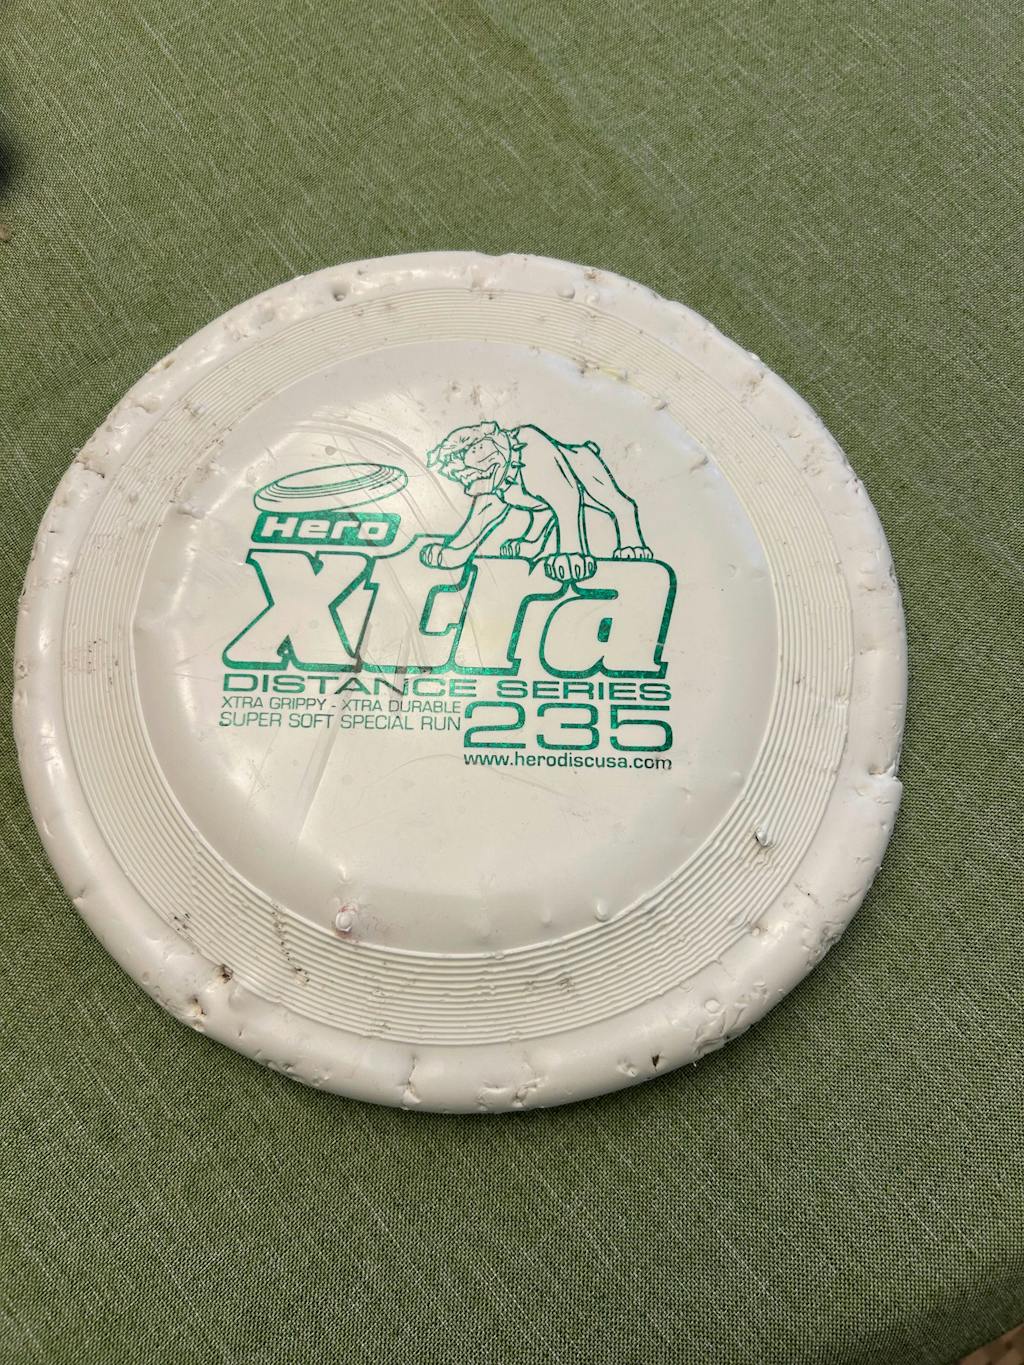 Hero
xtra
DISTANCE SERIES
XTRA GRIPPY - XTRA DURABLE
SUPER SOFT SPECIAL RUN
235
www.herodiscusa.com